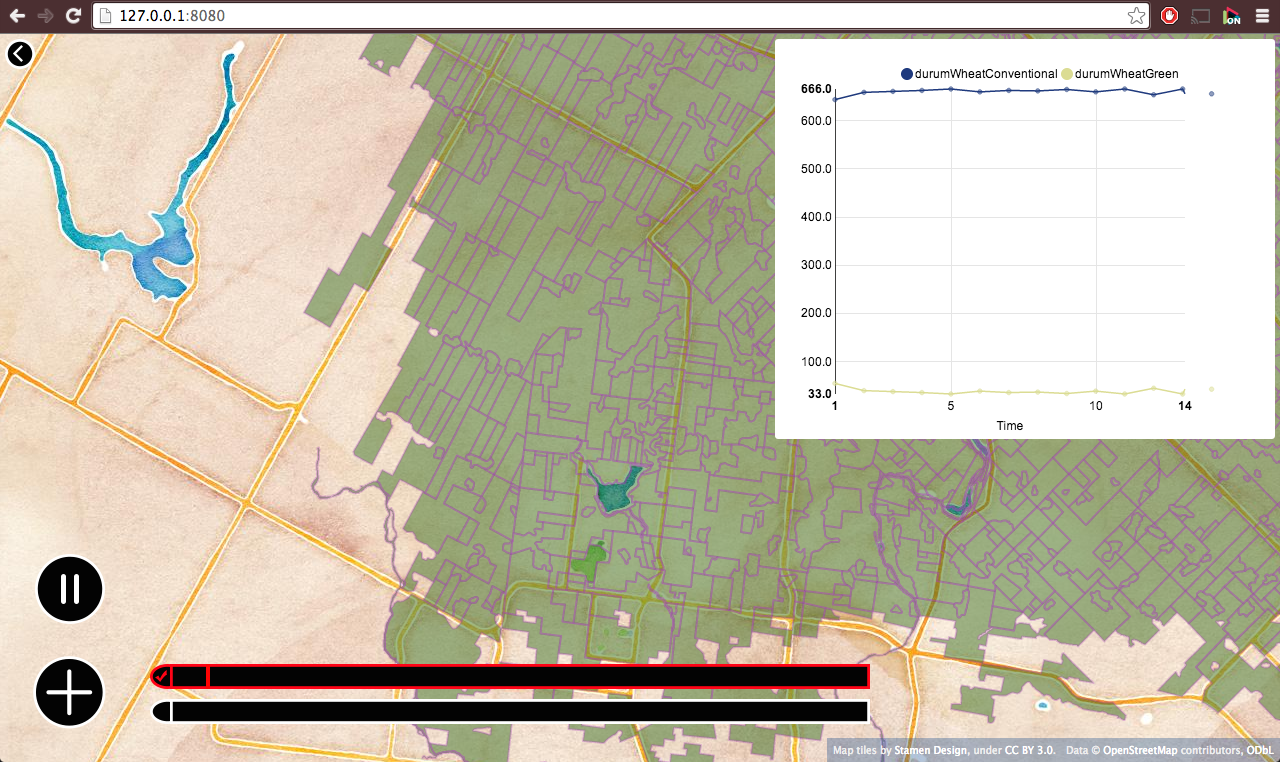 127.0.0.1:8080
ON
durumWheatConventional durumWheatGreen
666.0
600.0
500.0
400.0
300.0
200.0
100.0
33.0
1 5 10 14
Time
Map tiles by Stamen Design, under CC BY 3.0. Data © OpenStreetMap contributors, ODbL